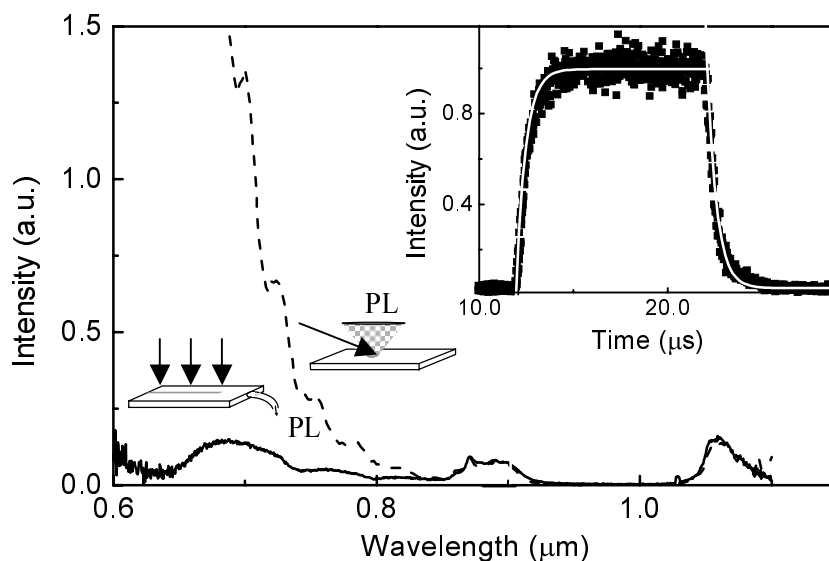 1.5
1.0
0.5
0.0
Intensity (a.u.)
0.6
0.8
1.0
Wavelength (μm)
PL
PL
0.8
0.4
Intensity (a.u.)
10.0
20.0
Time (μs)